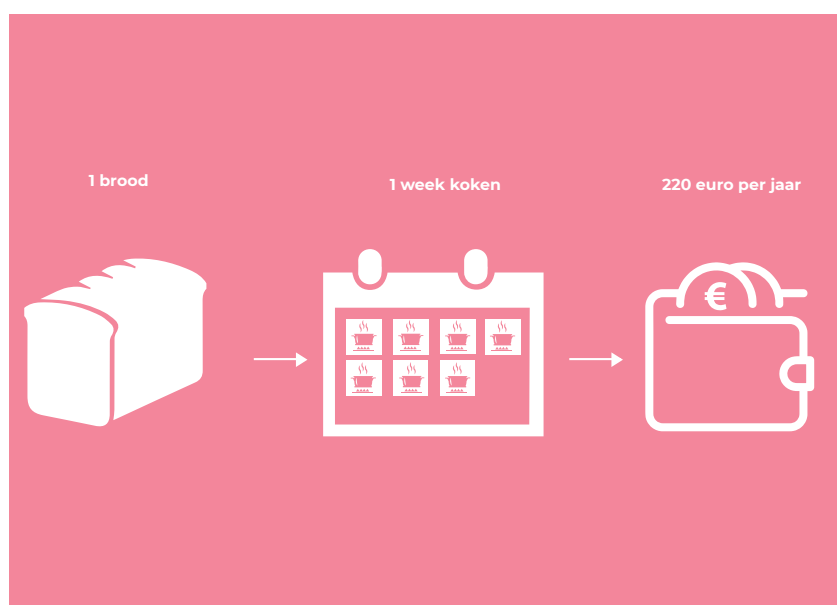 1 brood
1 week koken
220 euro per jaar
€